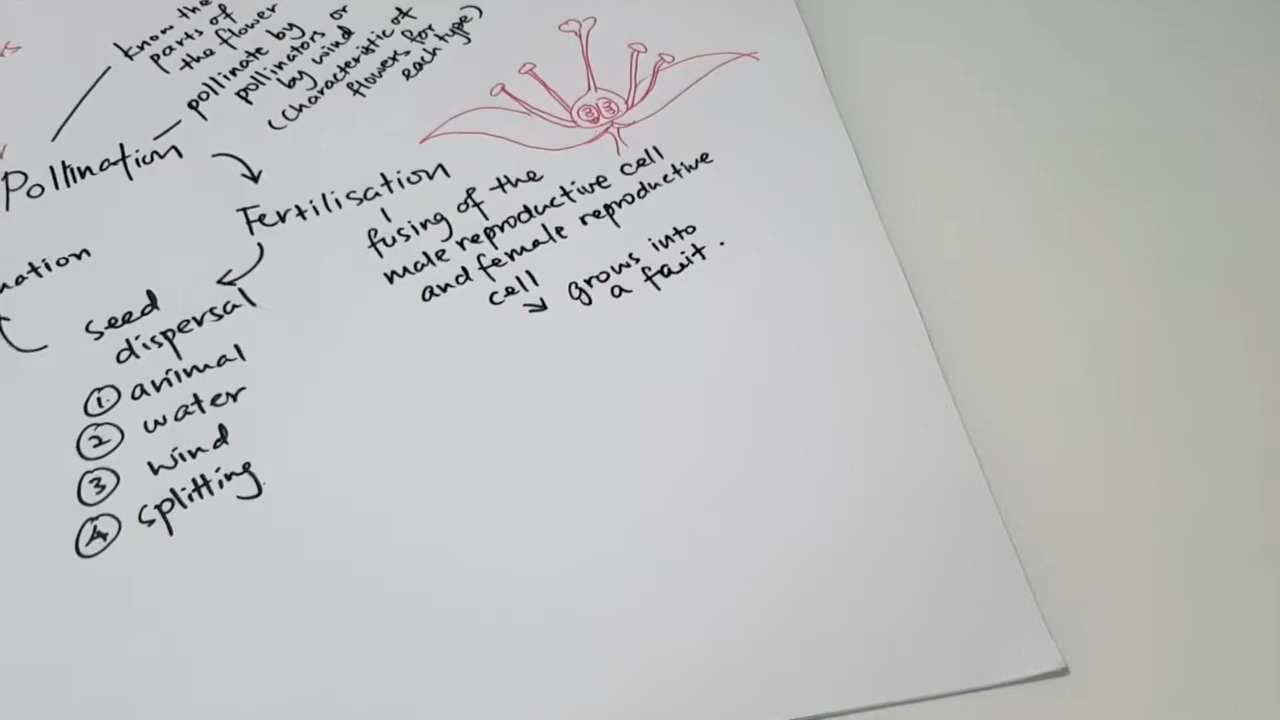 know the
parts of
the flower
pollinate by
pollinators or
by wind
(characteristic of
flowers for
each type)
Pollination
Fertilisation
fusing of the
male reproductive cell
and female reproductive
cell
grows into
a fruit.
seed
dispersal
1. animal
2 water
3 wind
4 splitting